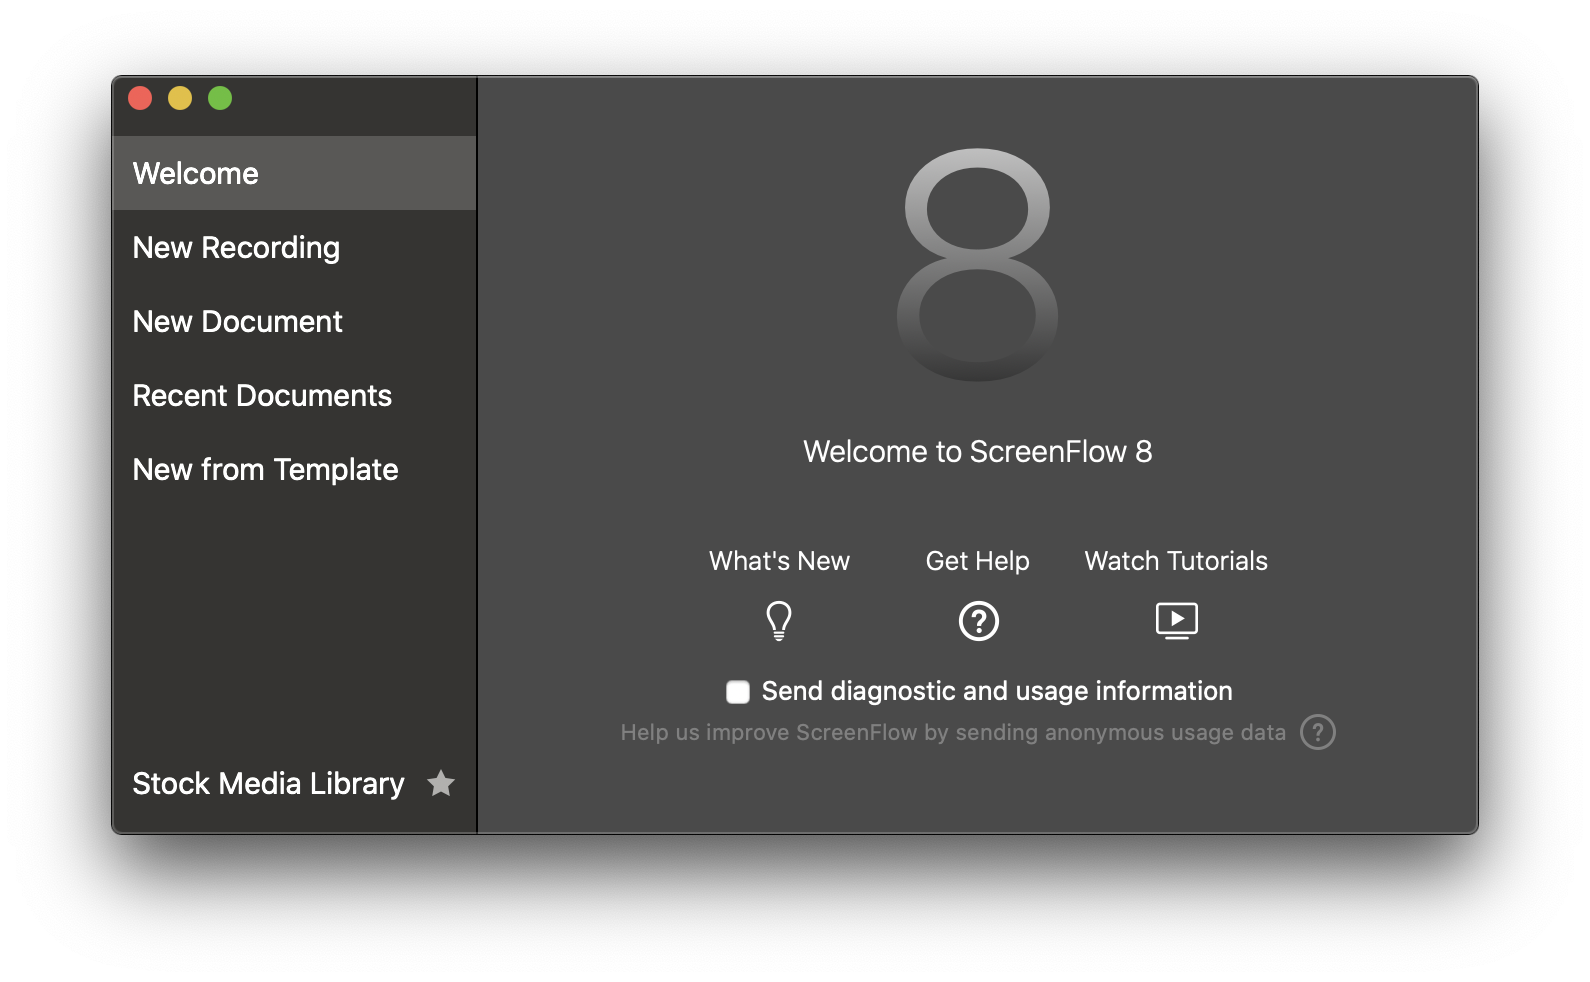 Welcome
New Recording
New Document
Recent Documents
New from Template
Stock Media Library
8
Welcome to ScreenFlow 8
What's New
Get Help
Watch Tutorials
?
Send diagnostic and usage information
Help us improve ScreenFlow by sending anonymous usage data ?